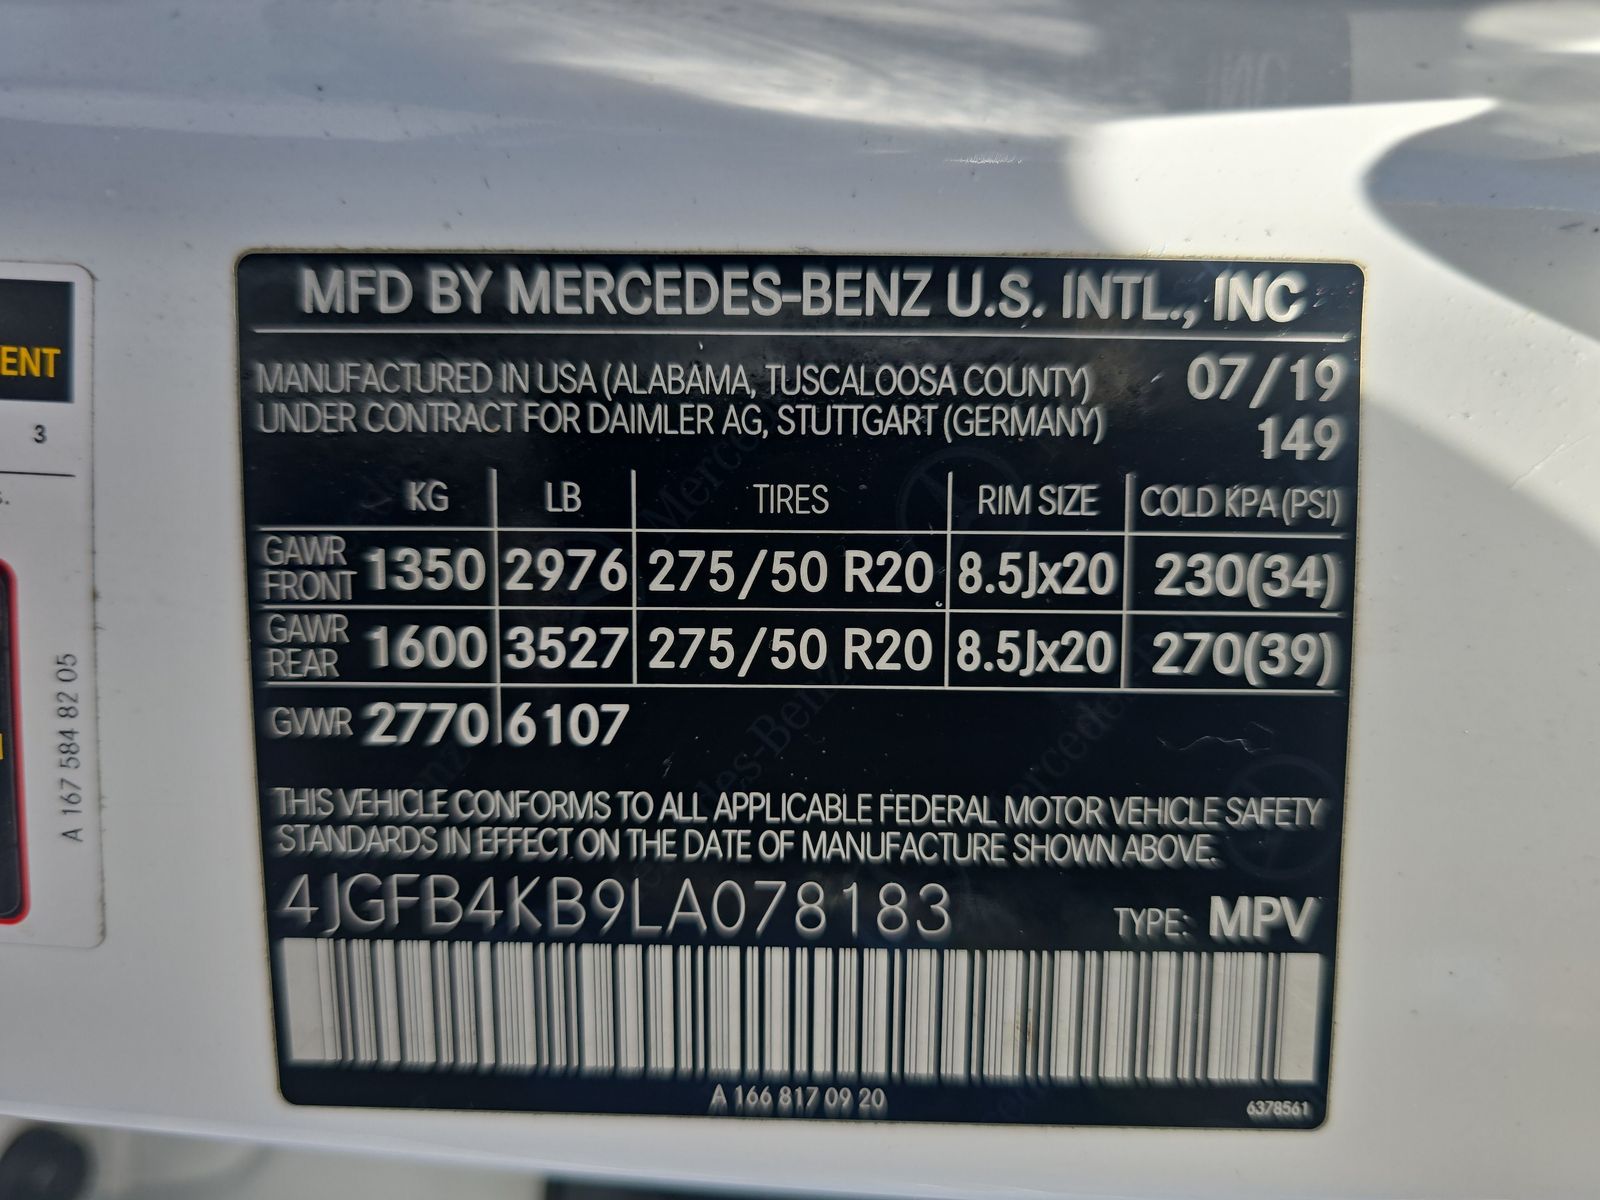 MFD BY MERCEDES-BENZ U.S. INTL., INC
MANUFACTURED IN USA (ALABAMA, TUSCALOOSA COUNTY) 07/19
UNDER CONTRACT FOR DAIMLER AG, STUTTGART (GERMANY) 149
KG LB TIRES RIM SIZE COLD KPA (PSI)
GAWR FRONT 1350 2976 275/50 R20 8.5Jx20 230(34)
GAWR REAR 1600 3527 275/50 R20 8.5Jx20 270(39)
GVWR 2770 6107
THIS VEHICLE CONFORMS TO ALL APPLICABLE FEDERAL MOTOR VEHICLE SAFETY
STANDARDS IN EFFECT ON THE DATE OF MANUFACTURE SHOWN ABOVE.
4JGFB4KB9LA078183 TYPE: MPV
A 166 817 09 20 6378561
ENT
3
A 167 584 82 05